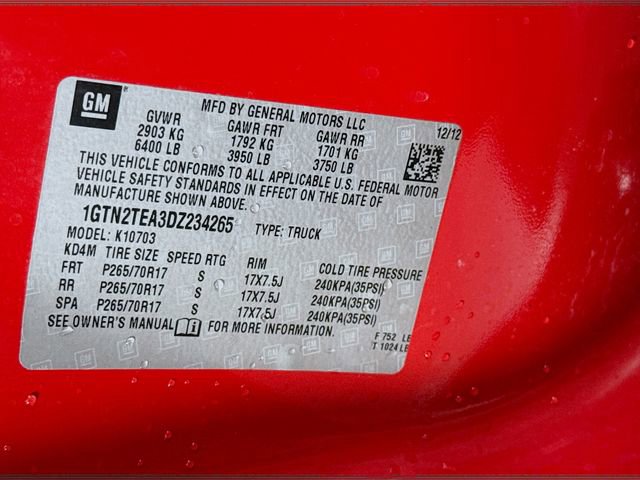 GM
MFD BY GENERAL MOTORS LLC
12/12
GVWR GAWR FRT GAWR RR
2903 KG 1792 KG 1701 KG
6400 LB 3950 LB 3750 LB
THIS VEHICLE CONFORMS TO ALL APPLICABLE U.S. FEDERAL MOTOR
VEHICLE SAFETY STANDARDS IN EFFECT ON THE DATE OF
MANUFACTURE SHOWN ABOVE.
1GTN2TEA3DZ234265 TYPE: TRUCK
MODEL: K10703
KD4M TIRE SIZE SPEED RTG RIM COLD TIRE PRESSURE
FRT P265/70R17 S 17X7.5J 240KPA(35PSI)
RR P265/70R17 S 17X7.5J 240KPA(35PSI)
SPA P265/70R17 S 17X7.5J 240KPA(35PSI)
SEE OWNER'S MANUAL FOR MORE INFORMATION.
F 752 LB
T 1024 LB